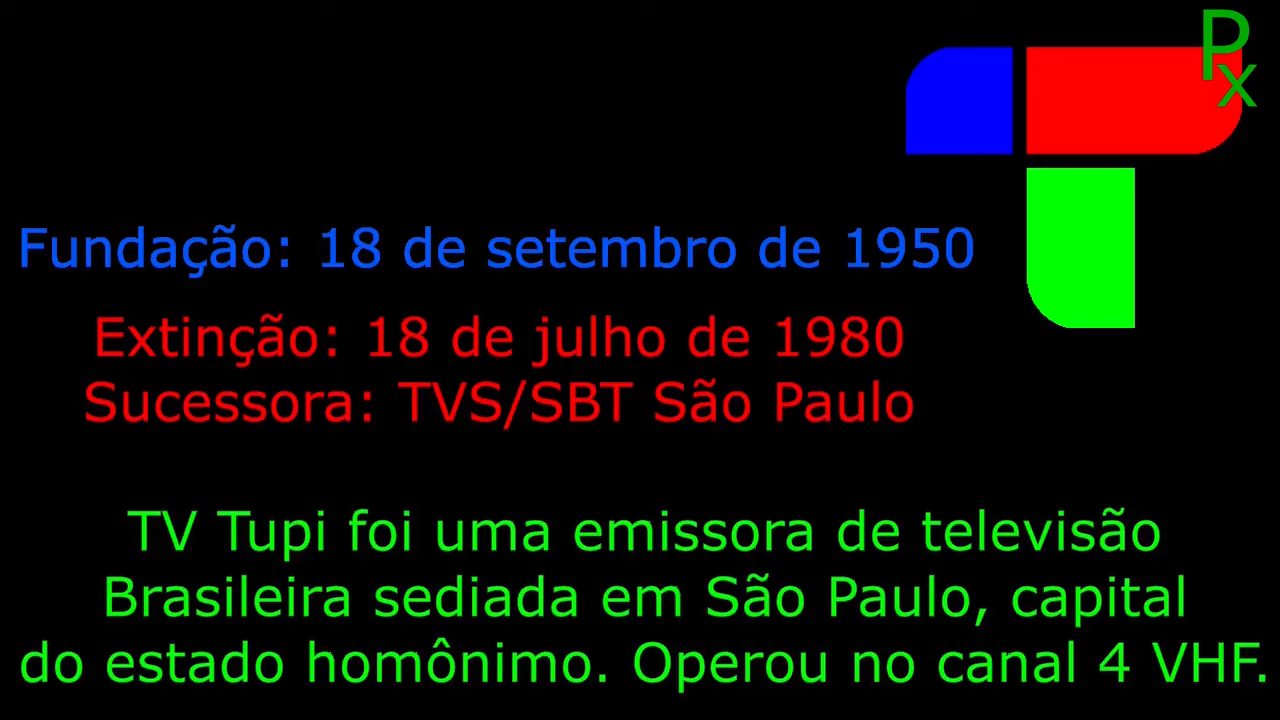 Px
Fundação: 18 de setembro de 1950
Extinção: 18 de julho de 1980
Sucessora: TVS/SBT São Paulo
TV Tupi foi uma emissora de televisão
Brasileira sediada em São Paulo, capital
do estado homônimo. Operou no canal 4 VHF.